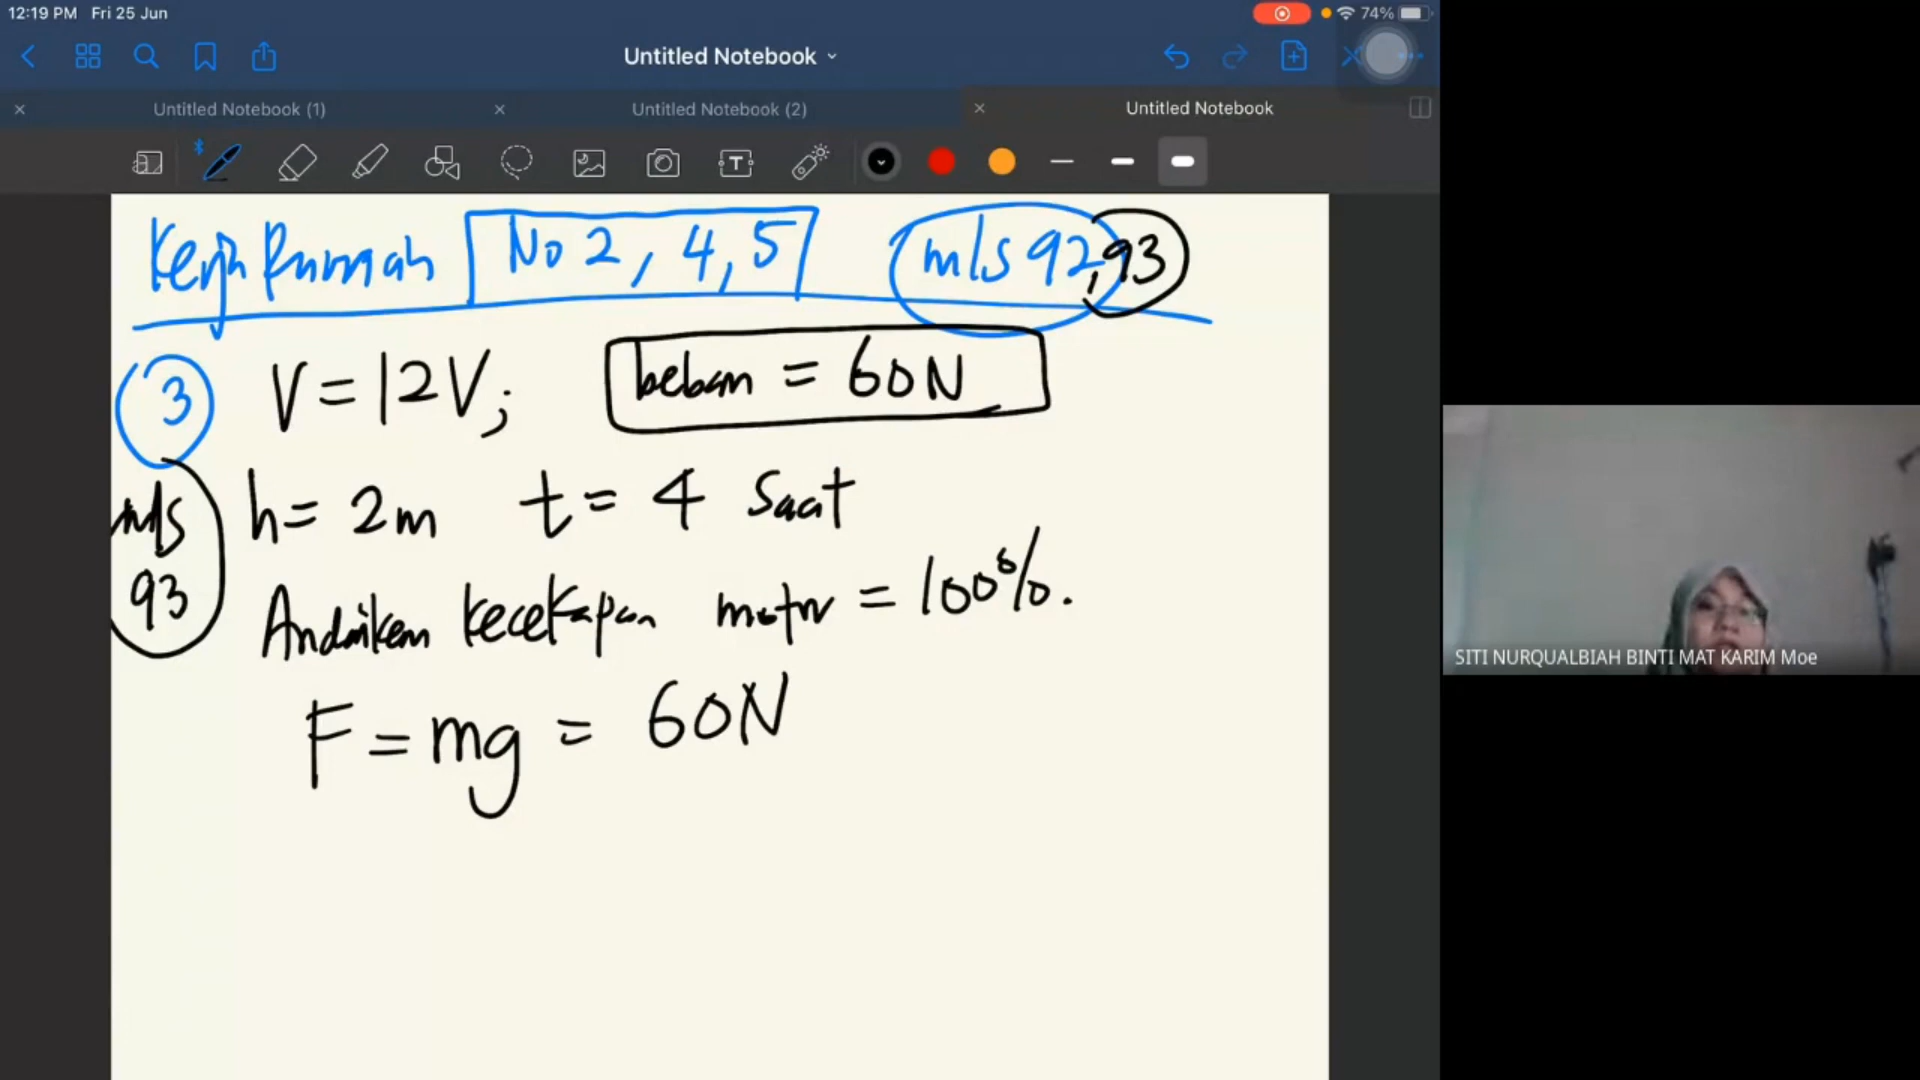 12:19 PM Fri 25 Jun
74%
Untitled Notebook
Untitled Notebook (1)
Untitled Notebook (2)
Untitled Notebook
T
Kerja Rumah No 2, 4, 5 m/s 92, 93
3 V = 12V; beban = 60N
m/s 93
h = 2m t = 4 Saat
Andaikan kecekapan motor = 100%.
F = mg = 60N
SITI NURQUALBIAH BINTI MAT KARIM Moe